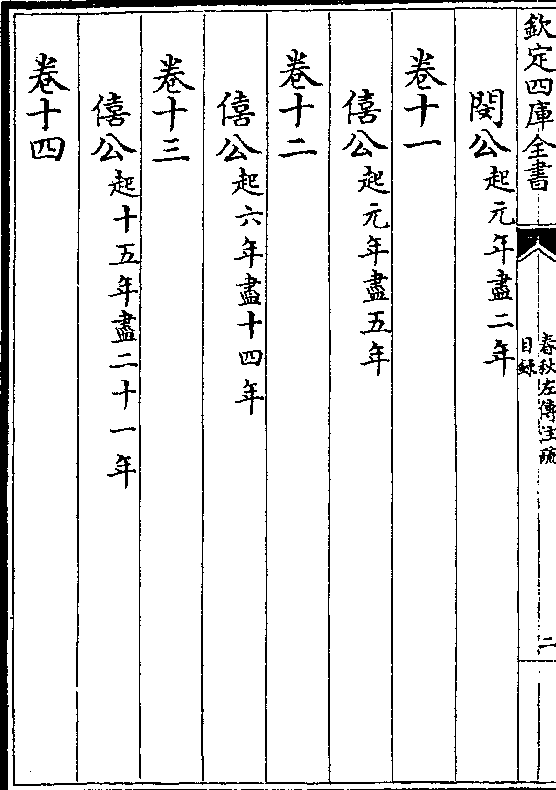 欽定四庫全書
春秋左傳注疏
目錄
二
閔公起元年盡二年
卷十一
僖公起元年盡五年
卷十二
僖公起六年盡十四年
卷十三
僖公起十五年盡二十一年
卷十四